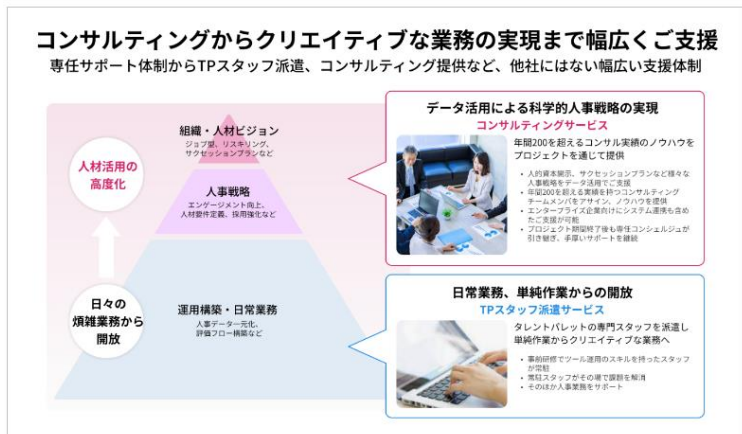 コンサルティングからクリエイティブな業務の実現まで幅広くご支援
専任サポート体制からTPスタッフ派遣、コンサルティング提供など、他社にはない幅広い支援体制
人材活用の
高度化
日々の
煩雑業務から
開放
組織・人材ビジョン
ジョブ型、リスキリング、
サクセッションプランなど
人事戦略
エンゲージメント向上、
人材要件定義、採用強化など
運用構築・日常業務
人事データ一元化、
評価フロー構築など
データ活用による科学的人事戦略の実現
コンサルティングサービス
年間200を超えるコンサル実績のノウハウを
プロジェクトを通じて提供
• 人的資本開示、サクセッションプランなど様々な
人事戦略をデータ活用でご支援
• 年間200を超える実績を持つコンサルティング
チームメンバをアサイン、ノウハウを提供
• エンタープライズ企業向けにシステム連携も含め
たご支援が可能
• プロジェクト期間終了後も専任コンシェルジュが
引き継ぎ、手厚いサポートを継続
日常業務、単純作業からの開放
TPスタッフ派遣サービス
タレントパレットの専門スタッフを派遣し
単純作業からクリエイティブな業務へ
• 事前研修でツール運用のスキルを持ったスタッフ
が常駐
• 常駐スタッフがその場で課題を解消
• そのほか人事業務をサポート